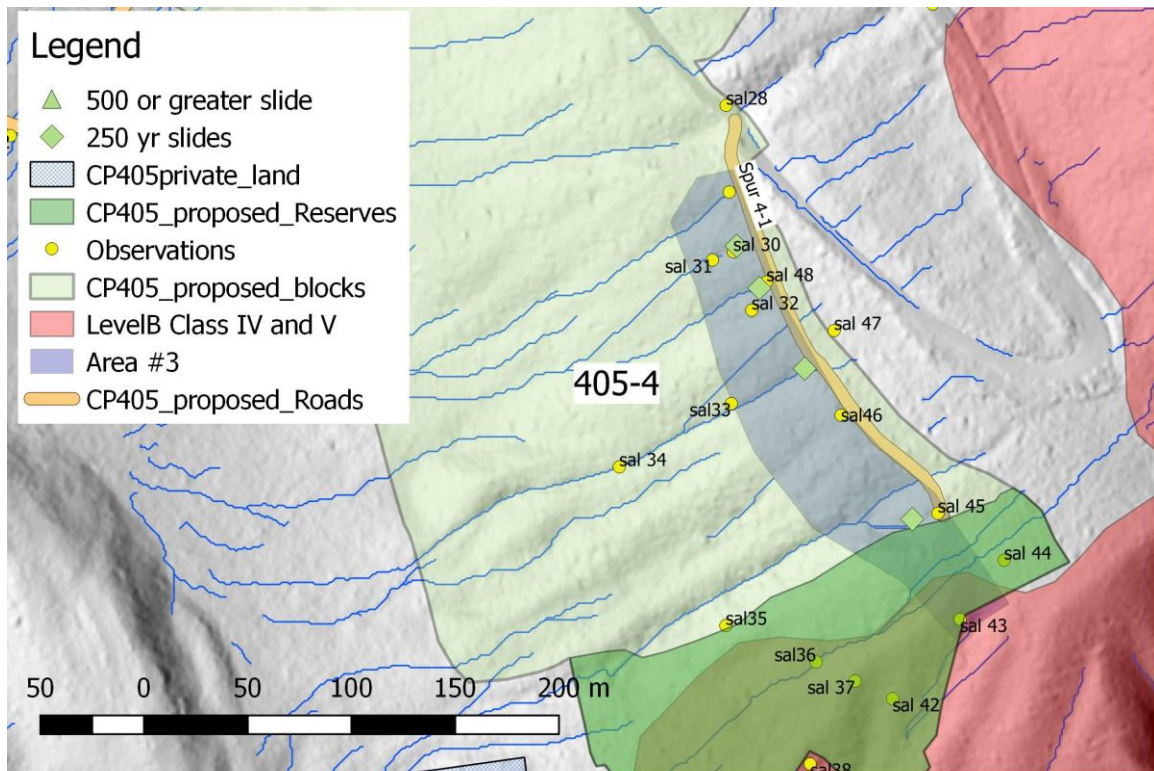 Legend
500 or greater slide
250 yr slides
CP405private_land
CP405_proposed_Reserves
Observations
CP405_proposed_blocks
LevelB Class IV and V
Area #3
CP405_proposed_Roads
sal28
Spur 4-1
sal 30
sal 31
sal 48
sal 32
sal 47
405-4
sal33
sal46
sal 34
sal 45
sal 44
sal35
sal 43
sal36
sal 37
sal 42
50 0 50 100 150 200 m
sal38